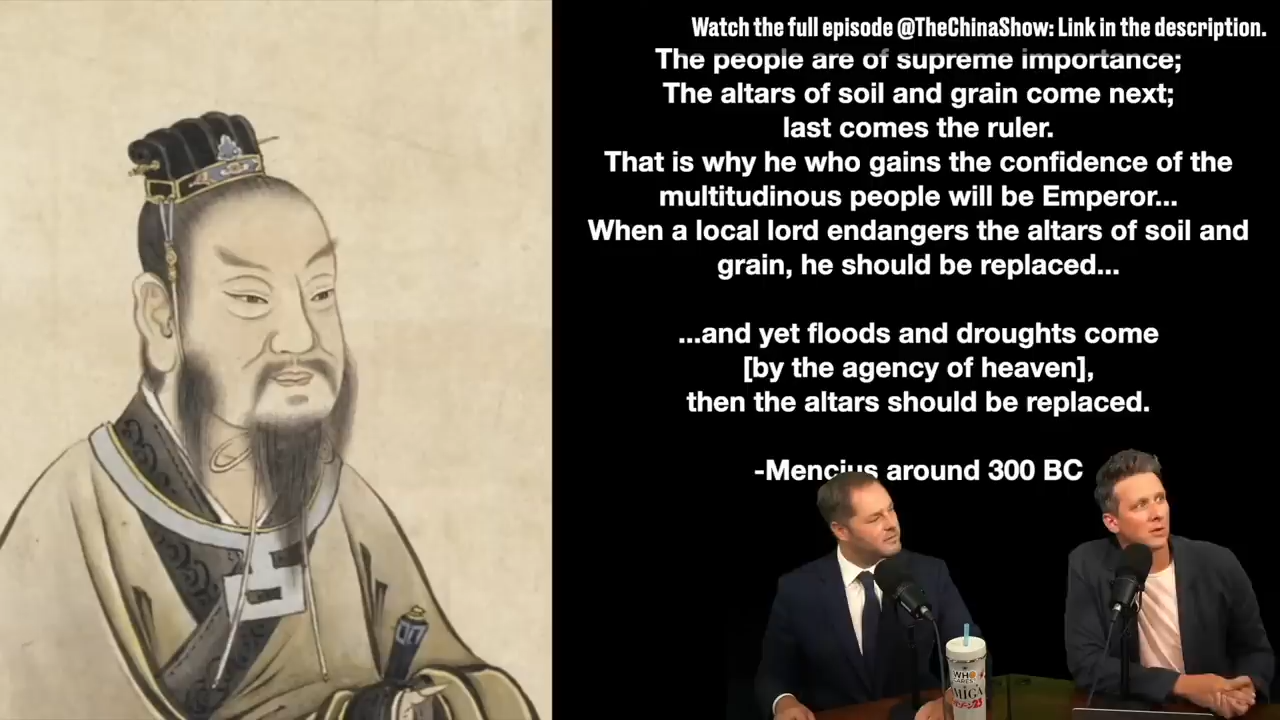 Watch the full episode @TheChinaShow: Link in the description.
The people are of supreme importance;
The altars of soil and grain come next;
last comes the ruler.
That is why he who gains the confidence of the
multitudinous people will be Emperor...
When a local lord endangers the altars of soil and
grain, he should be replaced...
...and yet floods and droughts come
[by the agency of heaven],
then the altars should be replaced.
-Mencius around 300 BC
WHO
MIGA